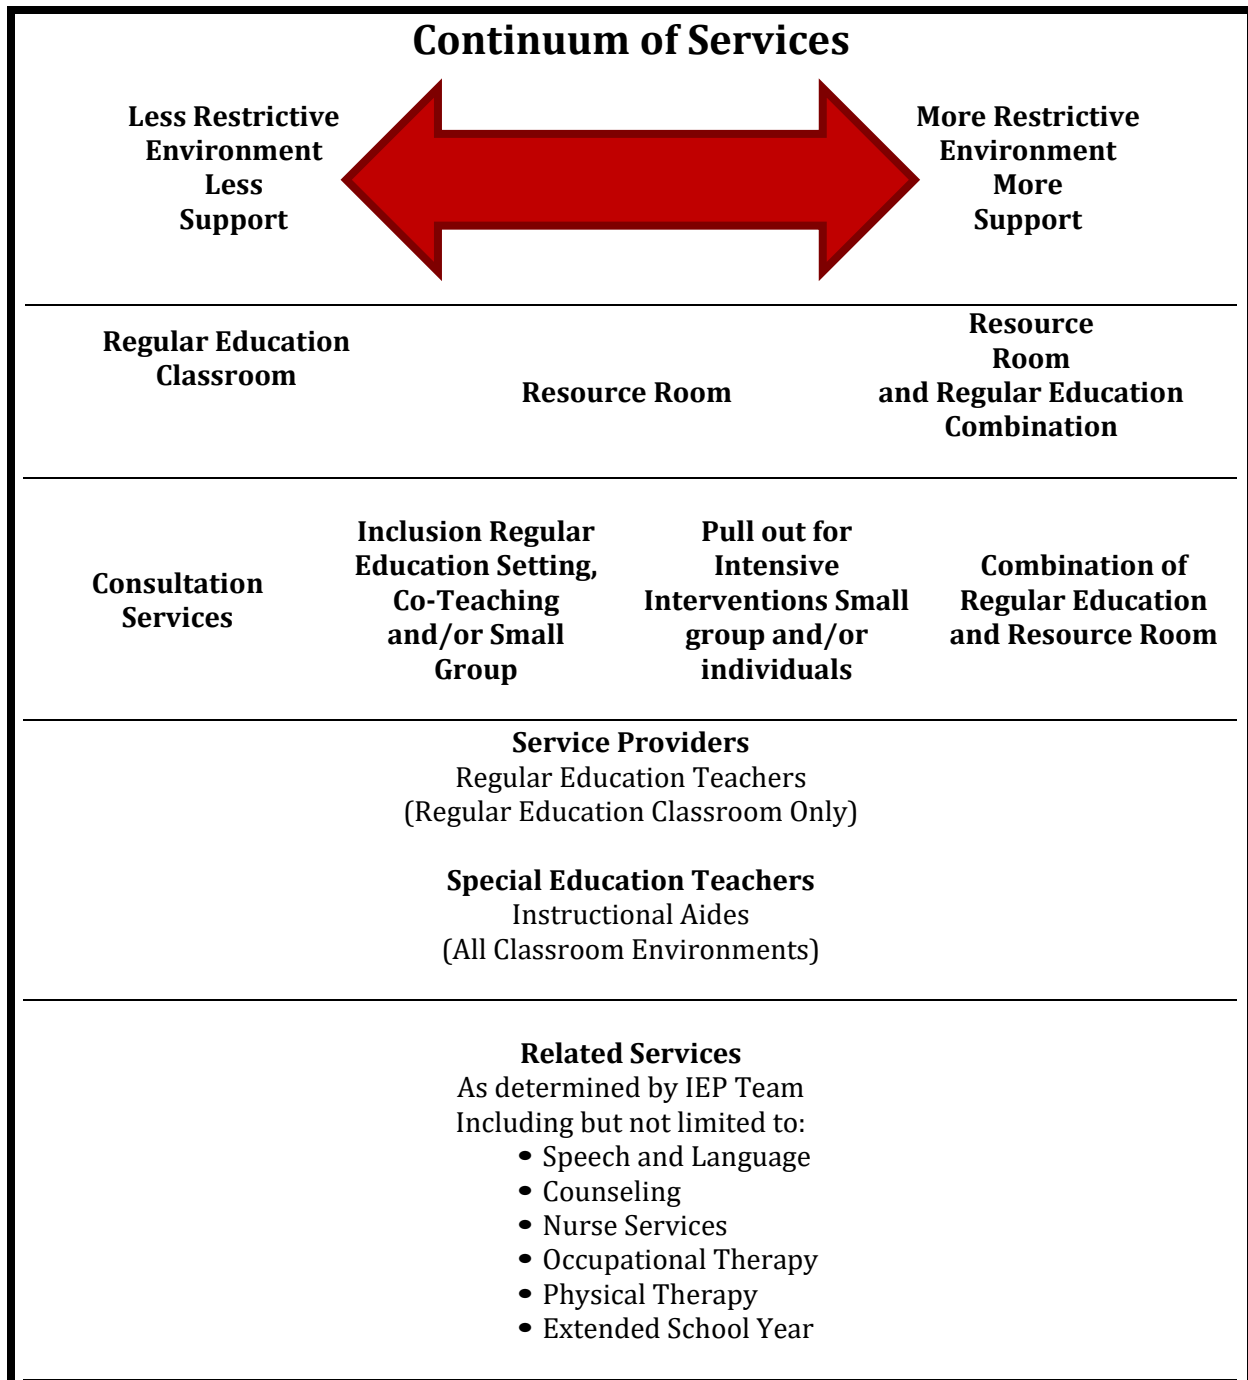 Continuum of Services
Less Restrictive
Environment
Less
Support
More Restrictive
Environment
More
Support
Regular Education
Classroom
Resource Room
Resource
Room
and Regular Education
Combination
Consultation
Services
Inclusion Regular
Education Setting,
Co-Teaching
and/or Small
Group
Pull out for
Intensive
Interventions Small
group and/or
individuals
Combination of
Regular Education
and Resource Room
Service Providers
Regular Education Teachers
(Regular Education Classroom Only)
Special Education Teachers
Instructional Aides
(All Classroom Environments)
Related Services
As determined by IEP Team
Including but not limited to:
• Speech and Language
• Counseling
• Nurse Services
• Occupational Therapy
• Physical Therapy
• Extended School Year